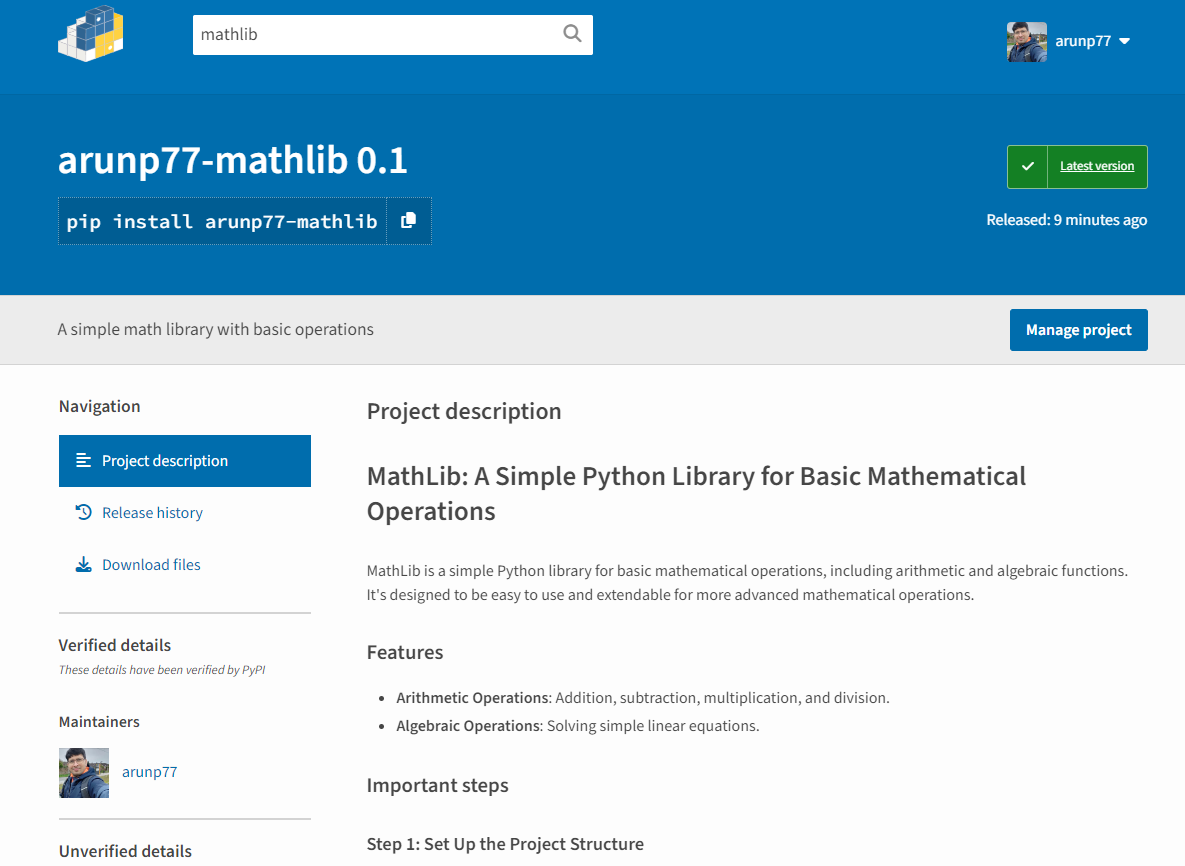 mathlib
arunp77
arunp77-mathlib 0.1
Latest version
pip install arunp77-mathlib
Released: 9 minutes ago
A simple math library with basic operations
Manage project
Navigation
Project description
Release history
Download files
Verified details
These details have been verified by PyPI
Maintainers
arunp77
Unverified details
Project description
MathLib: A Simple Python Library for Basic Mathematical
Operations
MathLib is a simple Python library for basic mathematical operations, including arithmetic and algebraic functions.
It's designed to be easy to use and extendable for more advanced mathematical operations.
Features
• Arithmetic Operations: Addition, subtraction, multiplication, and division.
• Algebraic Operations: Solving simple linear equations.
Important steps
Step 1: Set Up the Project Structure